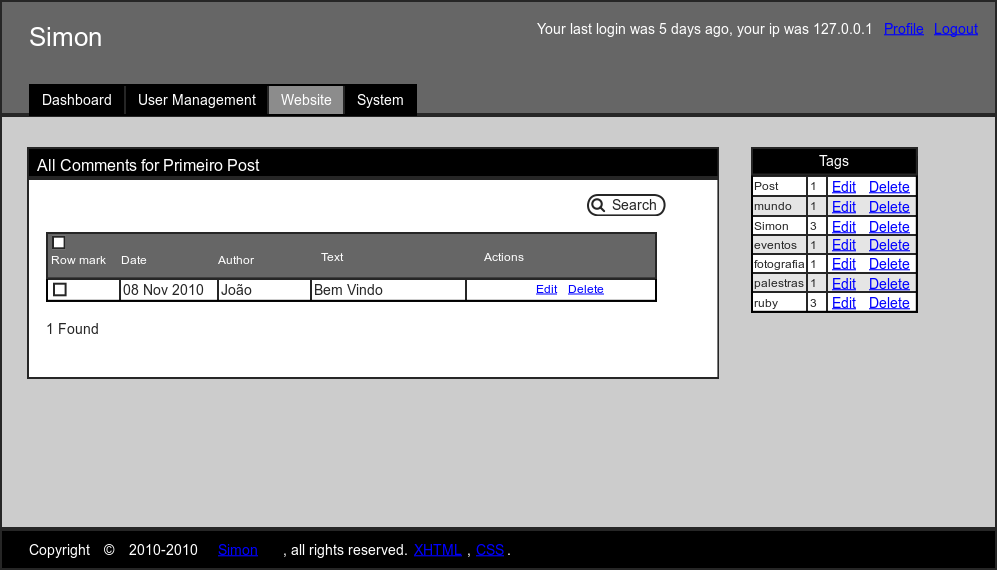 Simon
Your last login was 5 days ago, your ip was 127.0.0.1 Profile Logout
Dashboard User Management Website System
All Comments for Primeiro Post
Search
Row mark Date Author Text Actions
08 Nov 2010 João Bem Vindo Edit Delete
1 Found
Tags
Post 1 Edit Delete
mundo 1 Edit Delete
Simon 3 Edit Delete
eventos 1 Edit Delete
fotografia 1 Edit Delete
palestras 1 Edit Delete
ruby 3 Edit Delete
Copyright © 2010-2010 Simon , all rights reserved. XHTML , CSS .